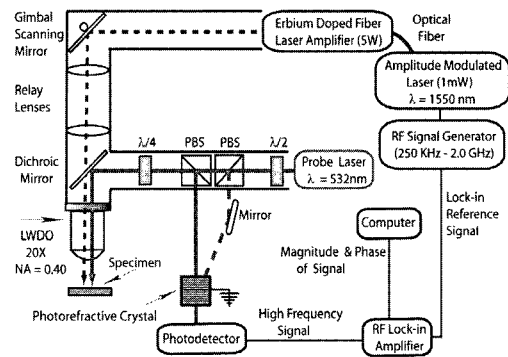 Gimbal
Scanning
Mirror
Erbium Doped Fiber
Laser Amplifier (5W)
Optical
Fiber
Amplitude Modulated
Laser (1mW)
λ = 1550 nm
Relay
Lenses
RF Signal Generator
(250 KHz - 2.0 GHz)
λ/4
PBS
PBS
λ/2
Dichroic
Mirror
Probe Laser
λ = 532nm
Lock-in
Reference
Signal
Mirror
Computer
LWDO
20X
NA = 0.40
Specimen
Magnitude & Phase
of Signal
Photorefractive Crystal
High Frequency
Signal
Photodetector
RF Lock-in
Amplifier